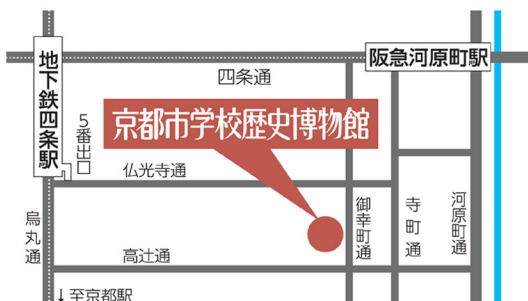 地下鉄四条駅
阪急河原町駅
四条通
京都市学校歴史博物館
5番出口
仏光寺通
烏丸通
御幸町通
寺町通
河原町通
高辻通
↓至京都駅